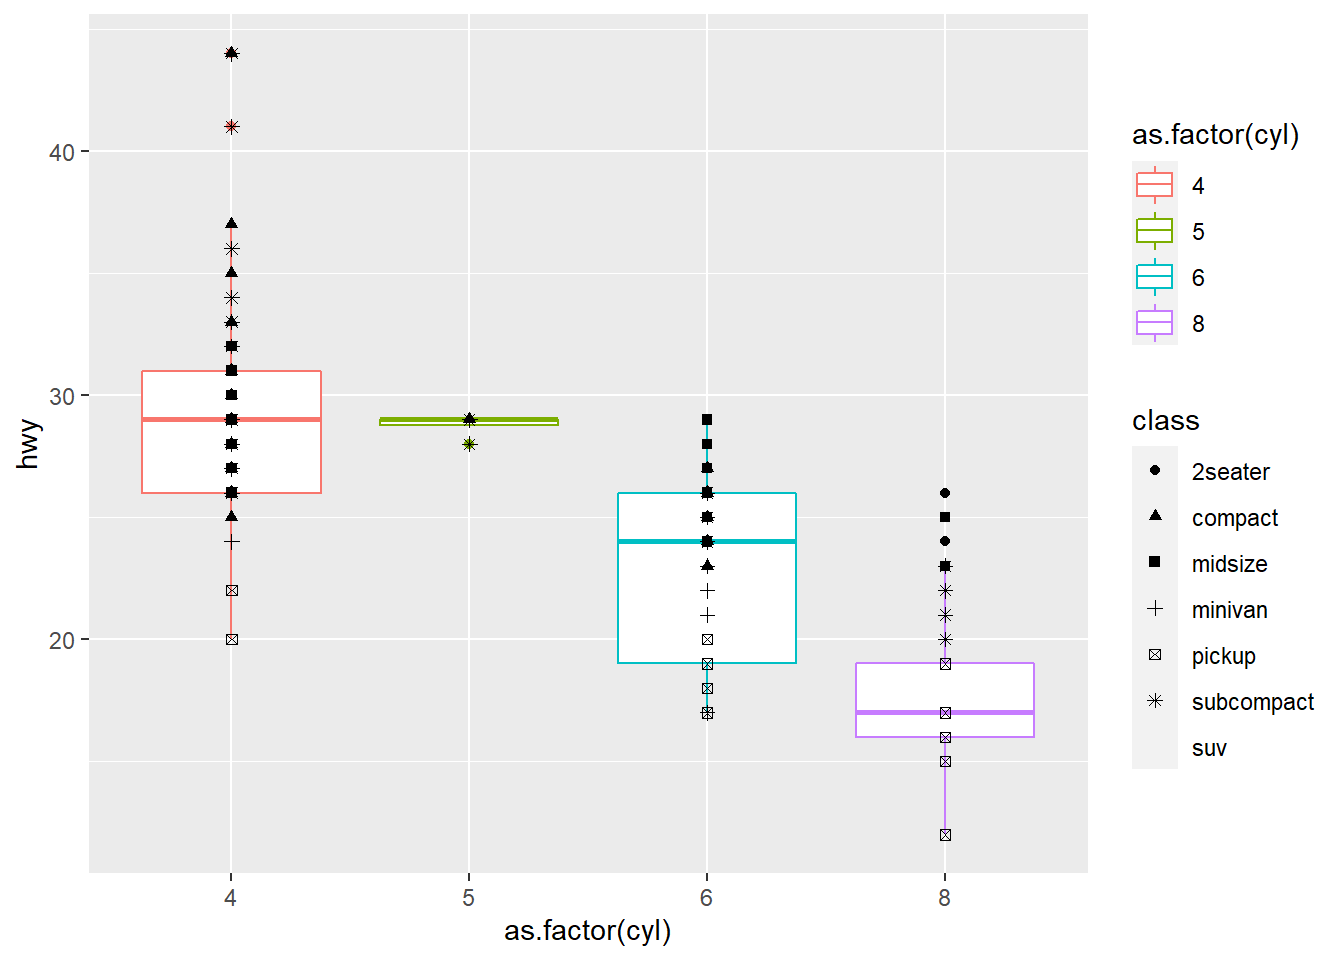 40
30
20
hwy
4
5
6
8
as.factor(cyl)
as.factor(cyl)
4
5
6
8
class
2seater
compact
midsize
minivan
pickup
subcompact
suv